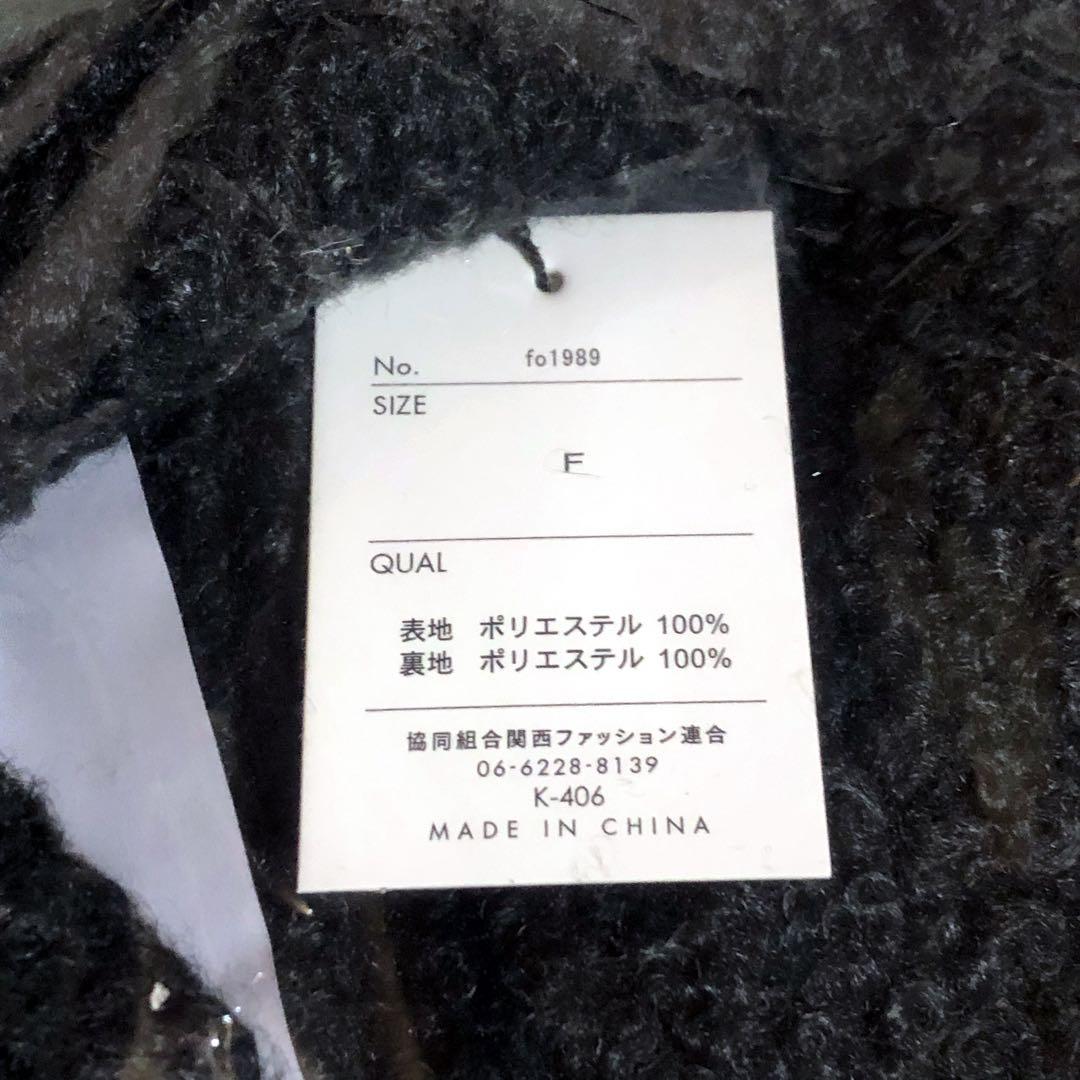 No. fo1989
SIZE
F
QUAL
表地 ポリエステル 100%
裏地 ポリエステル 100%
協同組合関西ファッション連合
06-6228-8139
K-406
MADE IN CHINA